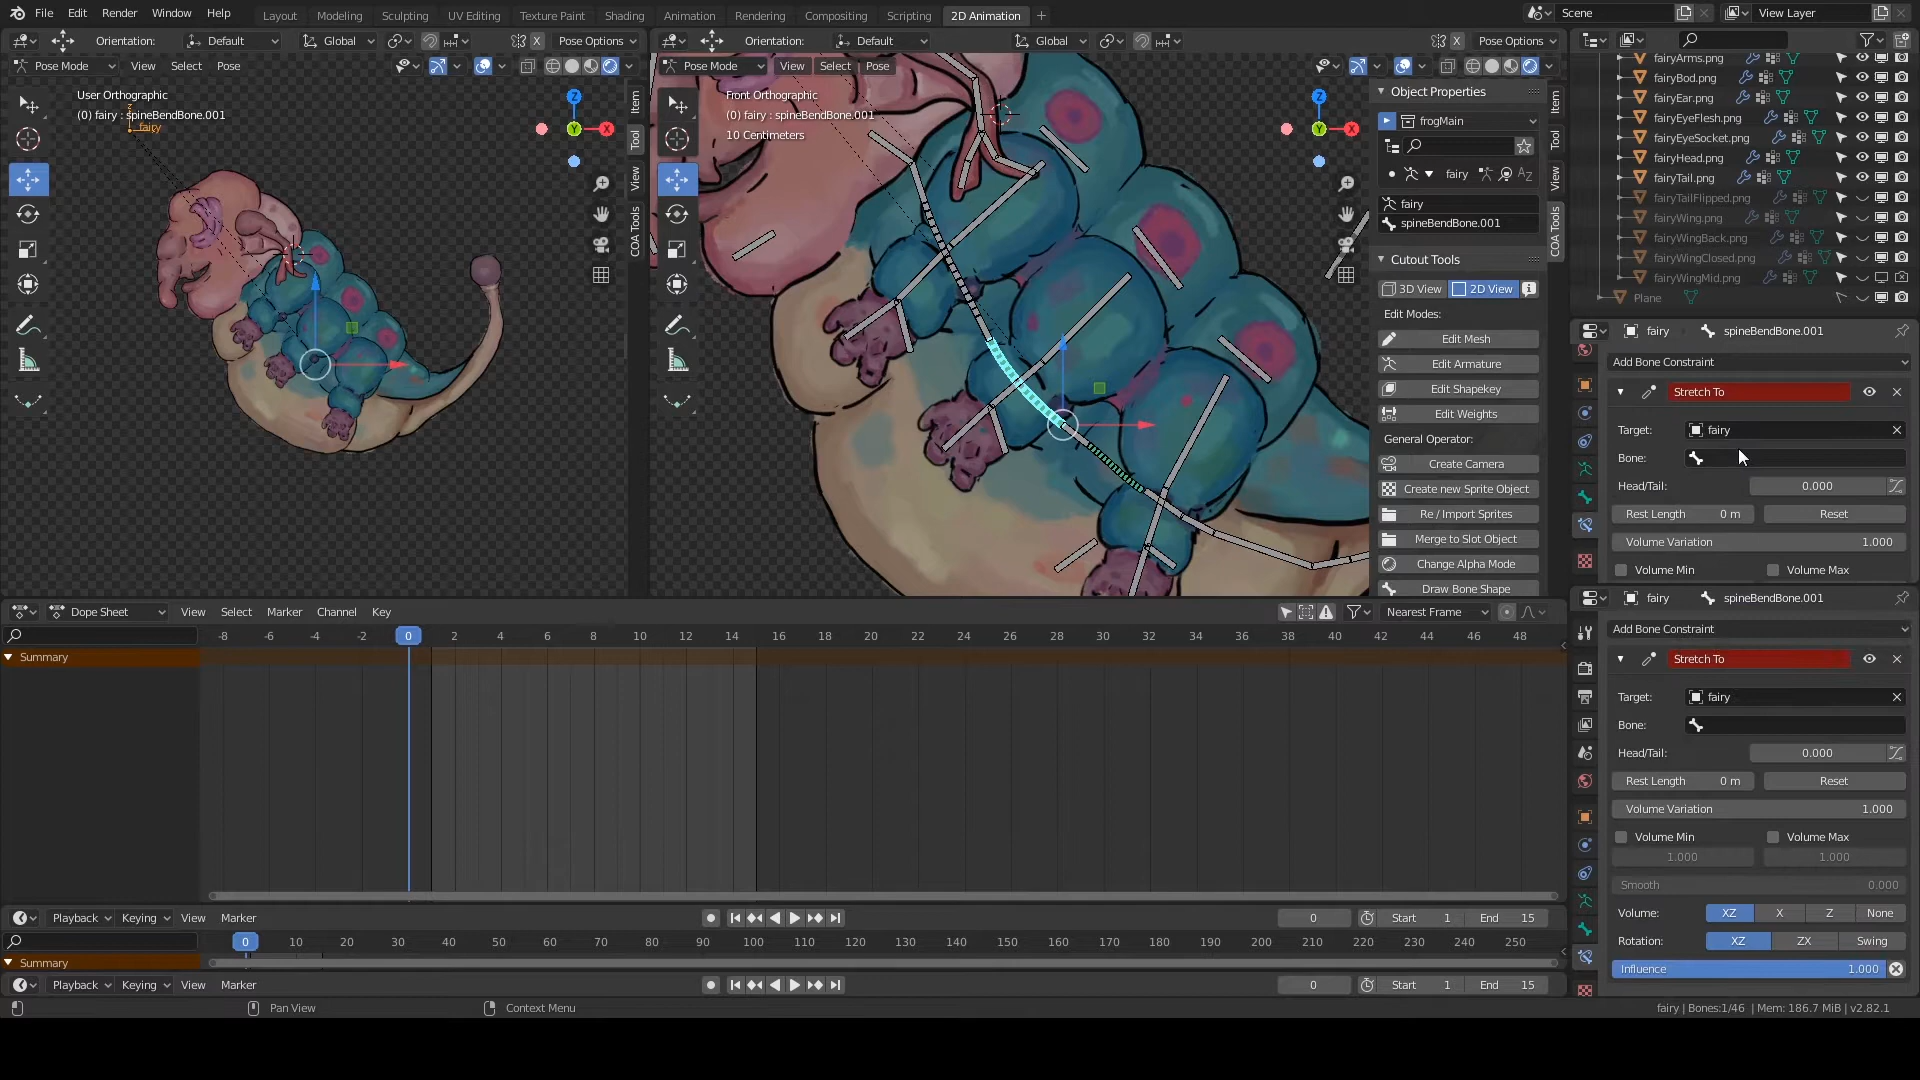 File Edit Render Window Help Layout Modeling Sculpting UV Editing Texture Paint Shading Animation Rendering Compositing Scripting 2D Animation + Scene View Layer
Orientation: Default Global Pose Options Orientation: Default Global Pose Options
Pose Mode View Select Pose Pose Mode View Select Pose
User Orthographic
(0) fairy : spineBendBone.001
fairy
Z
Y
X
Item
Tool
View
COA Tools
Front Orthographic
(0) fairy : spineBendBone.001
10 Centimeters
Z
Y
X
Object Properties
frogMain
fairy
fairy
spineBendBone.001
Cutout Tools
3D View 2D View
Edit Modes:
Edit Mesh
Edit Armature
Edit Shapekey
Edit Weights
General Operator:
Create Camera
Create new Sprite Object
Re / Import Sprites
Merge to Slot Object
Change Alpha Mode
Draw Bone Shape
Item
Tool
View
COA Tools
fairyArms.png
fairyBod.png
fairyEar.png
fairyEyeFlesh.png
fairyEyeSocket.png
fairyHead.png
fairyTail.png
fairyTailFlipped.png
fairyWing.png
fairyWingBack.png
fairyWingClosed.png
fairyWingMid.png
Plane
fairy spineBendBone.001
Add Bone Constraint
Stretch To
Target: fairy
Bone:
Head/Tail: 0.000
Rest Length 0 m Reset
Volume Variation 1.000
Volume Min Volume Max
fairy spineBendBone.001
Add Bone Constraint
Stretch To
Target: fairy
Bone:
Head/Tail: 0.000
Rest Length 0 m Reset
Volume Variation 1.000
Volume Min Volume Max
1.000 1.000
Smooth 0.000
Volume: XZ X Z None
Rotation: XZ ZX Swing
Influence 1.000
Dope Sheet View Select Marker Channel Key Nearest Frame
-8 -6 -4 -2 0 2 4 6 8 10 12 14 16 18 20 22 24 26 28 30 32 34 36 38 40 42 44 46 48
Summary
Playback Keying View Marker 0 Start 1 End 15
0 10 20 30 40 50 60 70 80 90 100 110 120 130 140 150 160 170 180 190 200 210 220 230 240 250
Summary
Playback Keying View Marker 0 Start 1 End 15
Pan View Context Menu fairy | Bones:1/46 | Mem: 186.7 MiB | v2.82.1